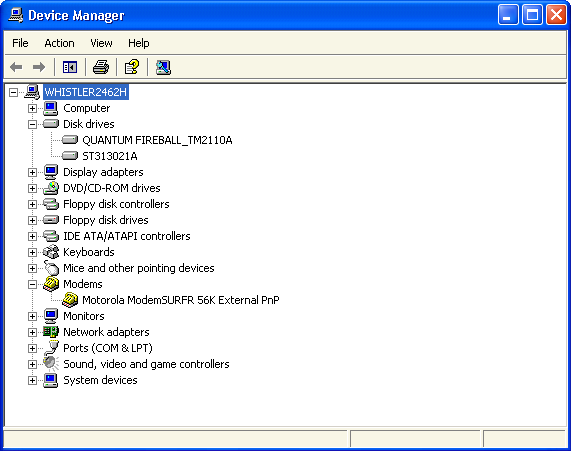 Device Manager
File Action View Help
WHISTLER2462H
Computer
Disk drives
QUANTUM FIREBALL_TM2110A
ST313021A
Display adapters
DVD/CD-ROM drives
Floppy disk controllers
Floppy disk drives
IDE ATA/ATAPI controllers
Keyboards
Mice and other pointing devices
Modems
Motorola ModemSURFR 56K External PnP
Monitors
Network adapters
Ports (COM & LPT)
Sound, video and game controllers
System devices